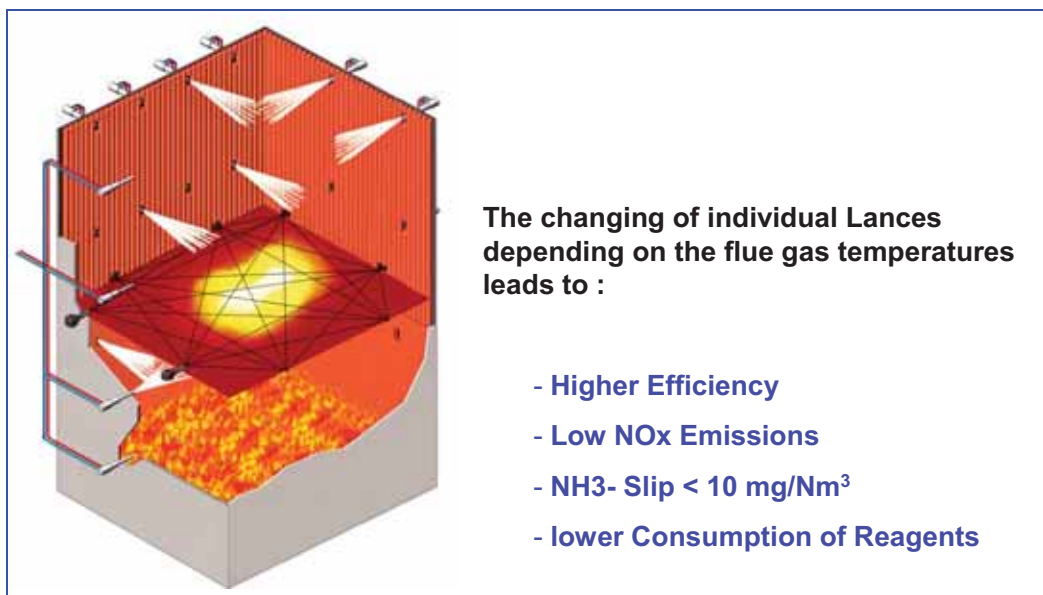 The changing of individual Lances
depending on the flue gas temperatures
leads to :
- Higher Efficiency
- Low NOx Emissions
- NH3- Slip < 10 mg/Nm³
- lower Consumption of Reagents